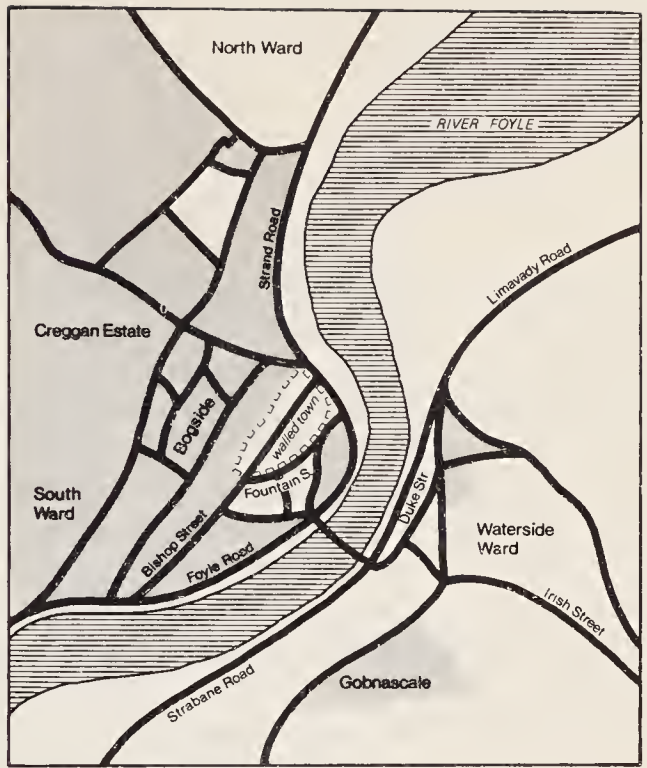 North Ward
RIVER FOYLE
Strand Road
Limavady Road
Creggan Estate
Bogside
walled town
South
Ward
Fountain S.
Duke Str
Bishop Street
Waterside
Ward
Foyle Road
Irish Street
Strabane Road
Gobnascale